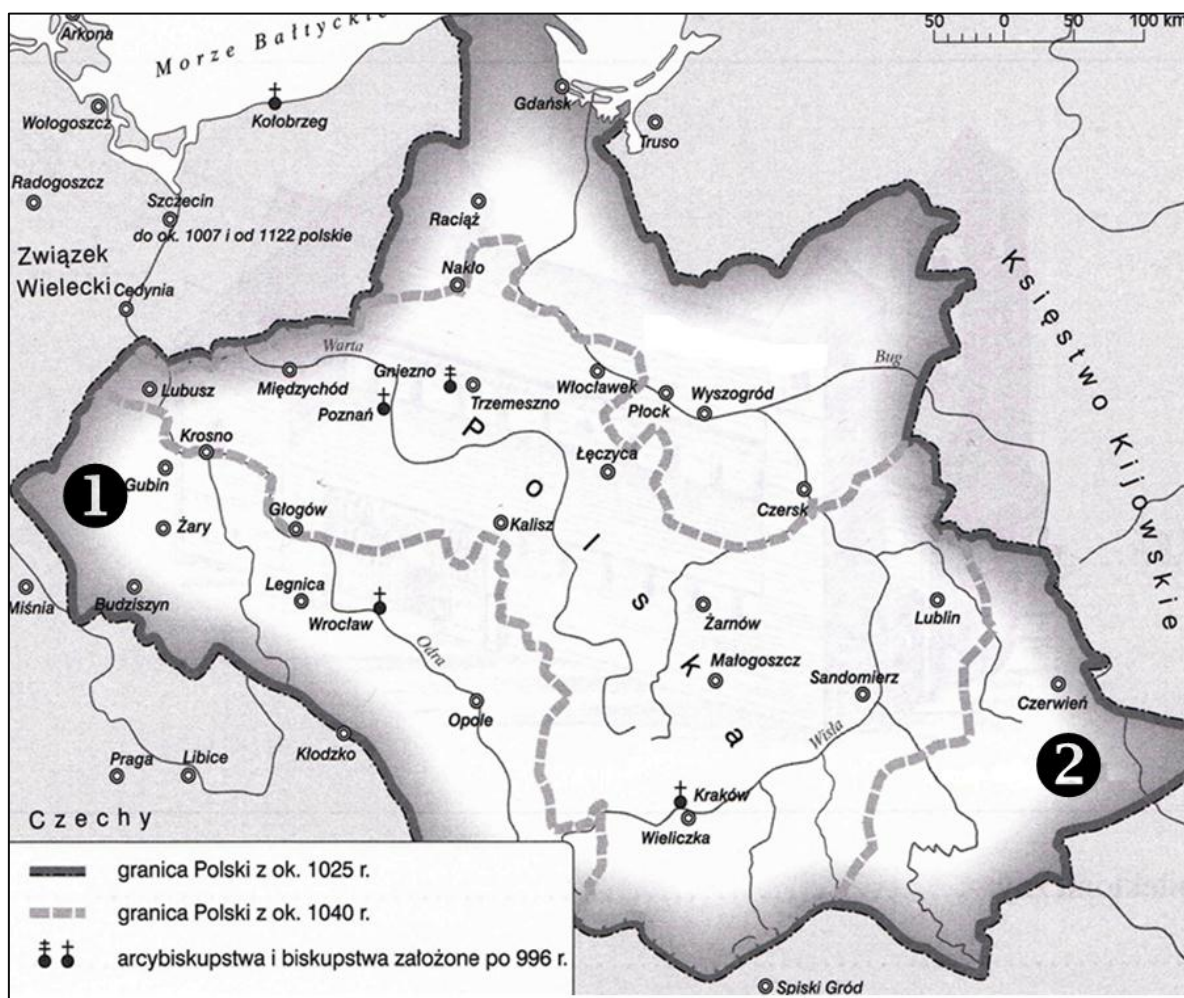 Arkona
Morze Bałtyckie
50 0 50 100 km
Wołogoszcz
Kołobrzeg
Gdańsk
Truso
Radogoszcz
Szczecin
do ok. 1007 i od 1122 polskie
Raciąż
Związek
Wielecki
Cedynia
Nakło
Księstwo Kijowskie
Warta
Bug
Lubusz
Międzychód
Gniezno
Trzemeszno
Poznań
Włocławek
Płock
Wyszogród
Krosno
Łęczyca
Polska
1
Gubin
Żary
Głogów
Kalisz
Czersk
Miśnia
Budziszyn
Legnica
Wrocław
Odra
Żarnów
Lublin
Małogoszcz
Sandomierz
Czerwień
Opole
Wisła
2
Kłodzko
Praga
Libice
Kraków
Wieliczka
Czechy
granica Polski z ok. 1025 r.
granica Polski z ok. 1040 r.
arcybiskupstwa i biskupstwa założone po 996 r.
Spiski Gród